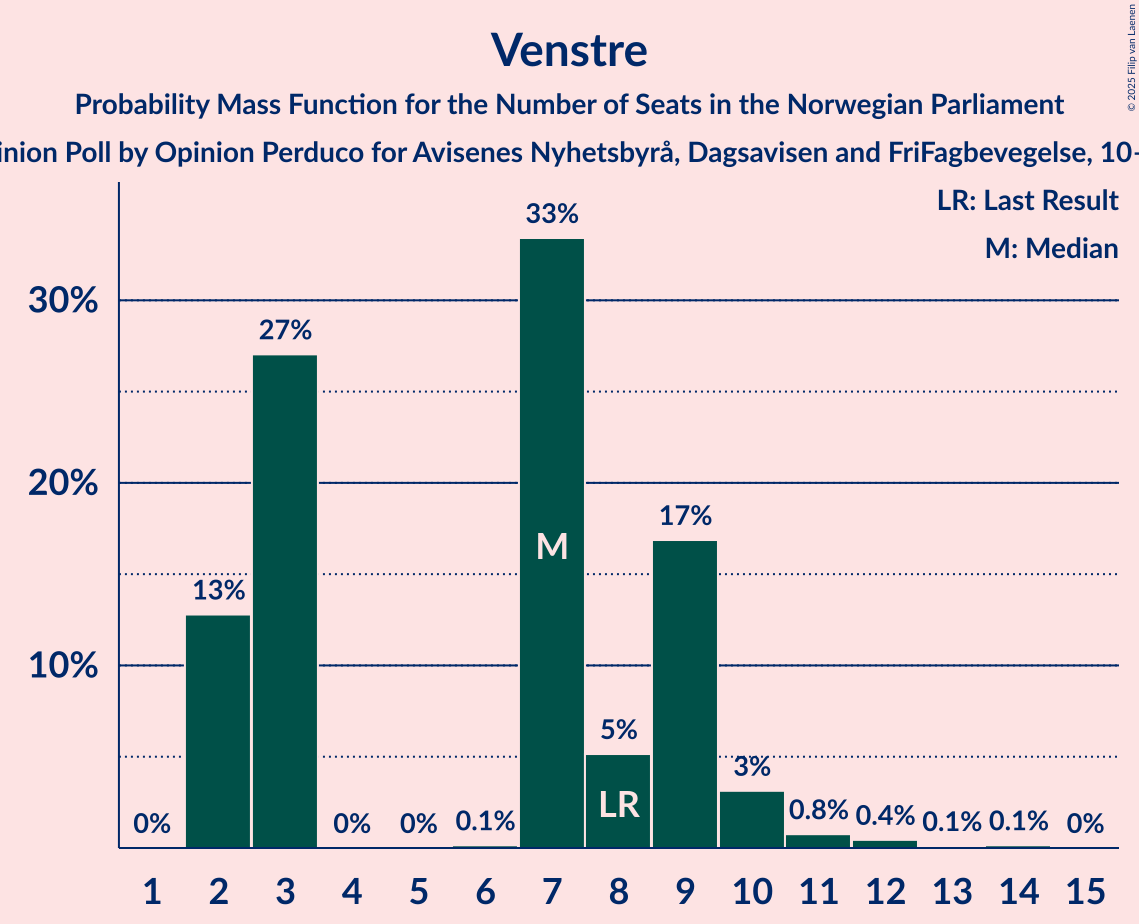 © 2025 Filip van Laenen
Venstre
Probability Mass Function for the Number of Seats in the Norwegian Parliament
inion Poll by Opinion Perduco for Avisenes Nyhetsbyrå, Dagsavisen and FriFagbevegelse, 10-
LR: Last Result
M: Median
33%
30%
27%
20%
17%
M
13%
10%
5%
3%
LR
0%
0%
0%
0.1%
0.8%
0.4%
0.1%
0.1%
0%
1 2 3 4 5 6 7 8 9 10 11 12 13 14 15